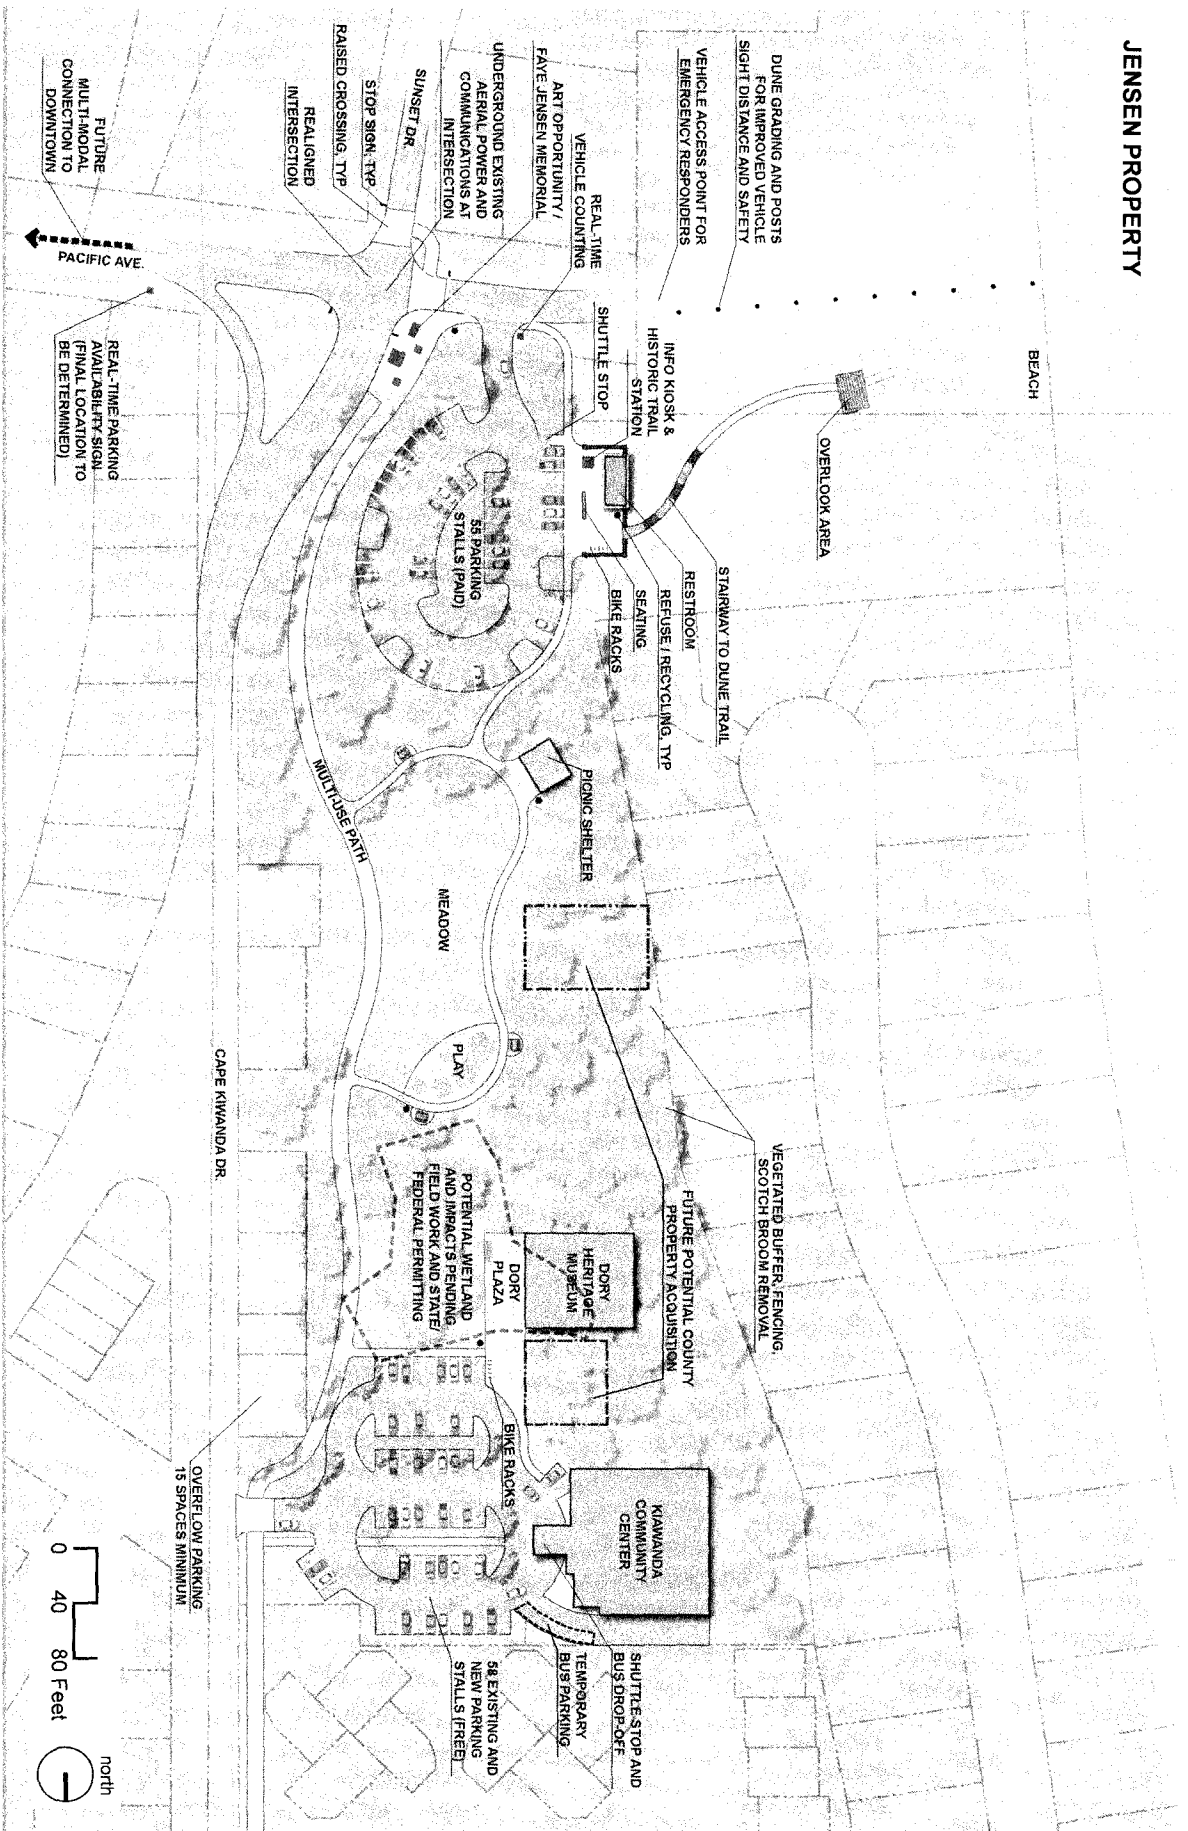 JENSEN PROPERTY
DUNE GRADING AND POSTS
FOR IMPROVED VEHICLE
SIGHT DISTANCE AND SAFETY
VEHICLE ACCESS POINT FOR
EMERGENCY RESPONDERS
REAL-TIME
VEHICLE COUNTING
ART OPPORTUNITY /
FAYE JENSEN MEMORIAL
UNDERGROUND EXISTING
AERIAL POWER AND
COMMUNICATIONS AT
INTERSECTION
SUNSET DR.
STOP SIGN, TYP
RAISED CROSSING, TYP
REALIGNED
INTERSECTION
FUTURE
MULTI-MODAL
CONNECTION TO
DOWNTOWN
PACIFIC AVE.
REAL-TIME PARKING
AVAILABILITY SIGN
(FINAL LOCATION TO
BE DETERMINED)
BEACH
OVERLOOK AREA
INFO KIOSK &
HISTORIC TRAIL
STATION
SHUTTLE STOP
STAIRWAY TO DUNE TRAIL
RESTROOM
REFUSE / RECYCLING, TYP
SEATING
BIKE RACKS
55 PARKING
STALLS (PAID)
PICNIC SHELTER
MULTI-USE PATH
MEADOW
PLAY
CAPE KIWANDA DR.
VEGETATED BUFFER, FENCING,
SCOTCH BROOM REMOVAL
FUTURE POTENTIAL COUNTY
PROPERTY ACQUISITION
DORY
HERITAGE
MUSEUM
DORY
PLAZA
POTENTIAL WETLAND
AND IMPACTS PENDING
FIELD WORK AND STATE/
FEDERAL PERMITTING
BIKE RACKS
KIAWANDA
COMMUNITY
CENTER
OVERFLOW PARKING
15 SPACES MINIMUM
SHUTTLE STOP AND
BUS DROP-OFF
TEMPORARY
BUS PARKING
58 EXISTING AND
NEW PARKING
STALLS (FREE)
0 40 80 Feet
north